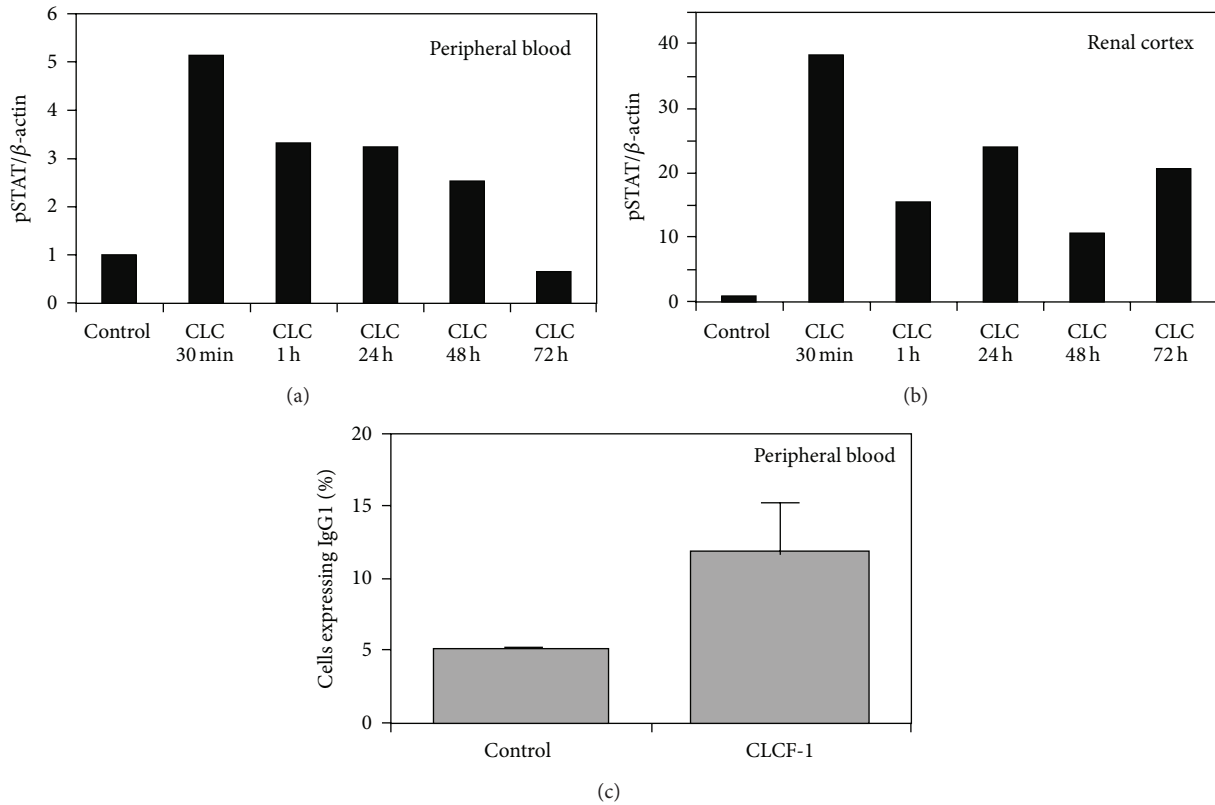 6
5
4
3
2
1
0
pSTAT/β-actin
Peripheral blood
Control
CLC
30 min
CLC
1 h
CLC
24 h
CLC
48 h
CLC
72 h
(a)
40
30
20
10
0
pSTAT/β-actin
Renal cortex
Control
CLC
30 min
CLC
1 h
CLC
24 h
CLC
48 h
CLC
72 h
(b)
20
15
10
5
0
Cells expressing IgG1 (%)
Peripheral blood
Control
CLCF-1
(c)